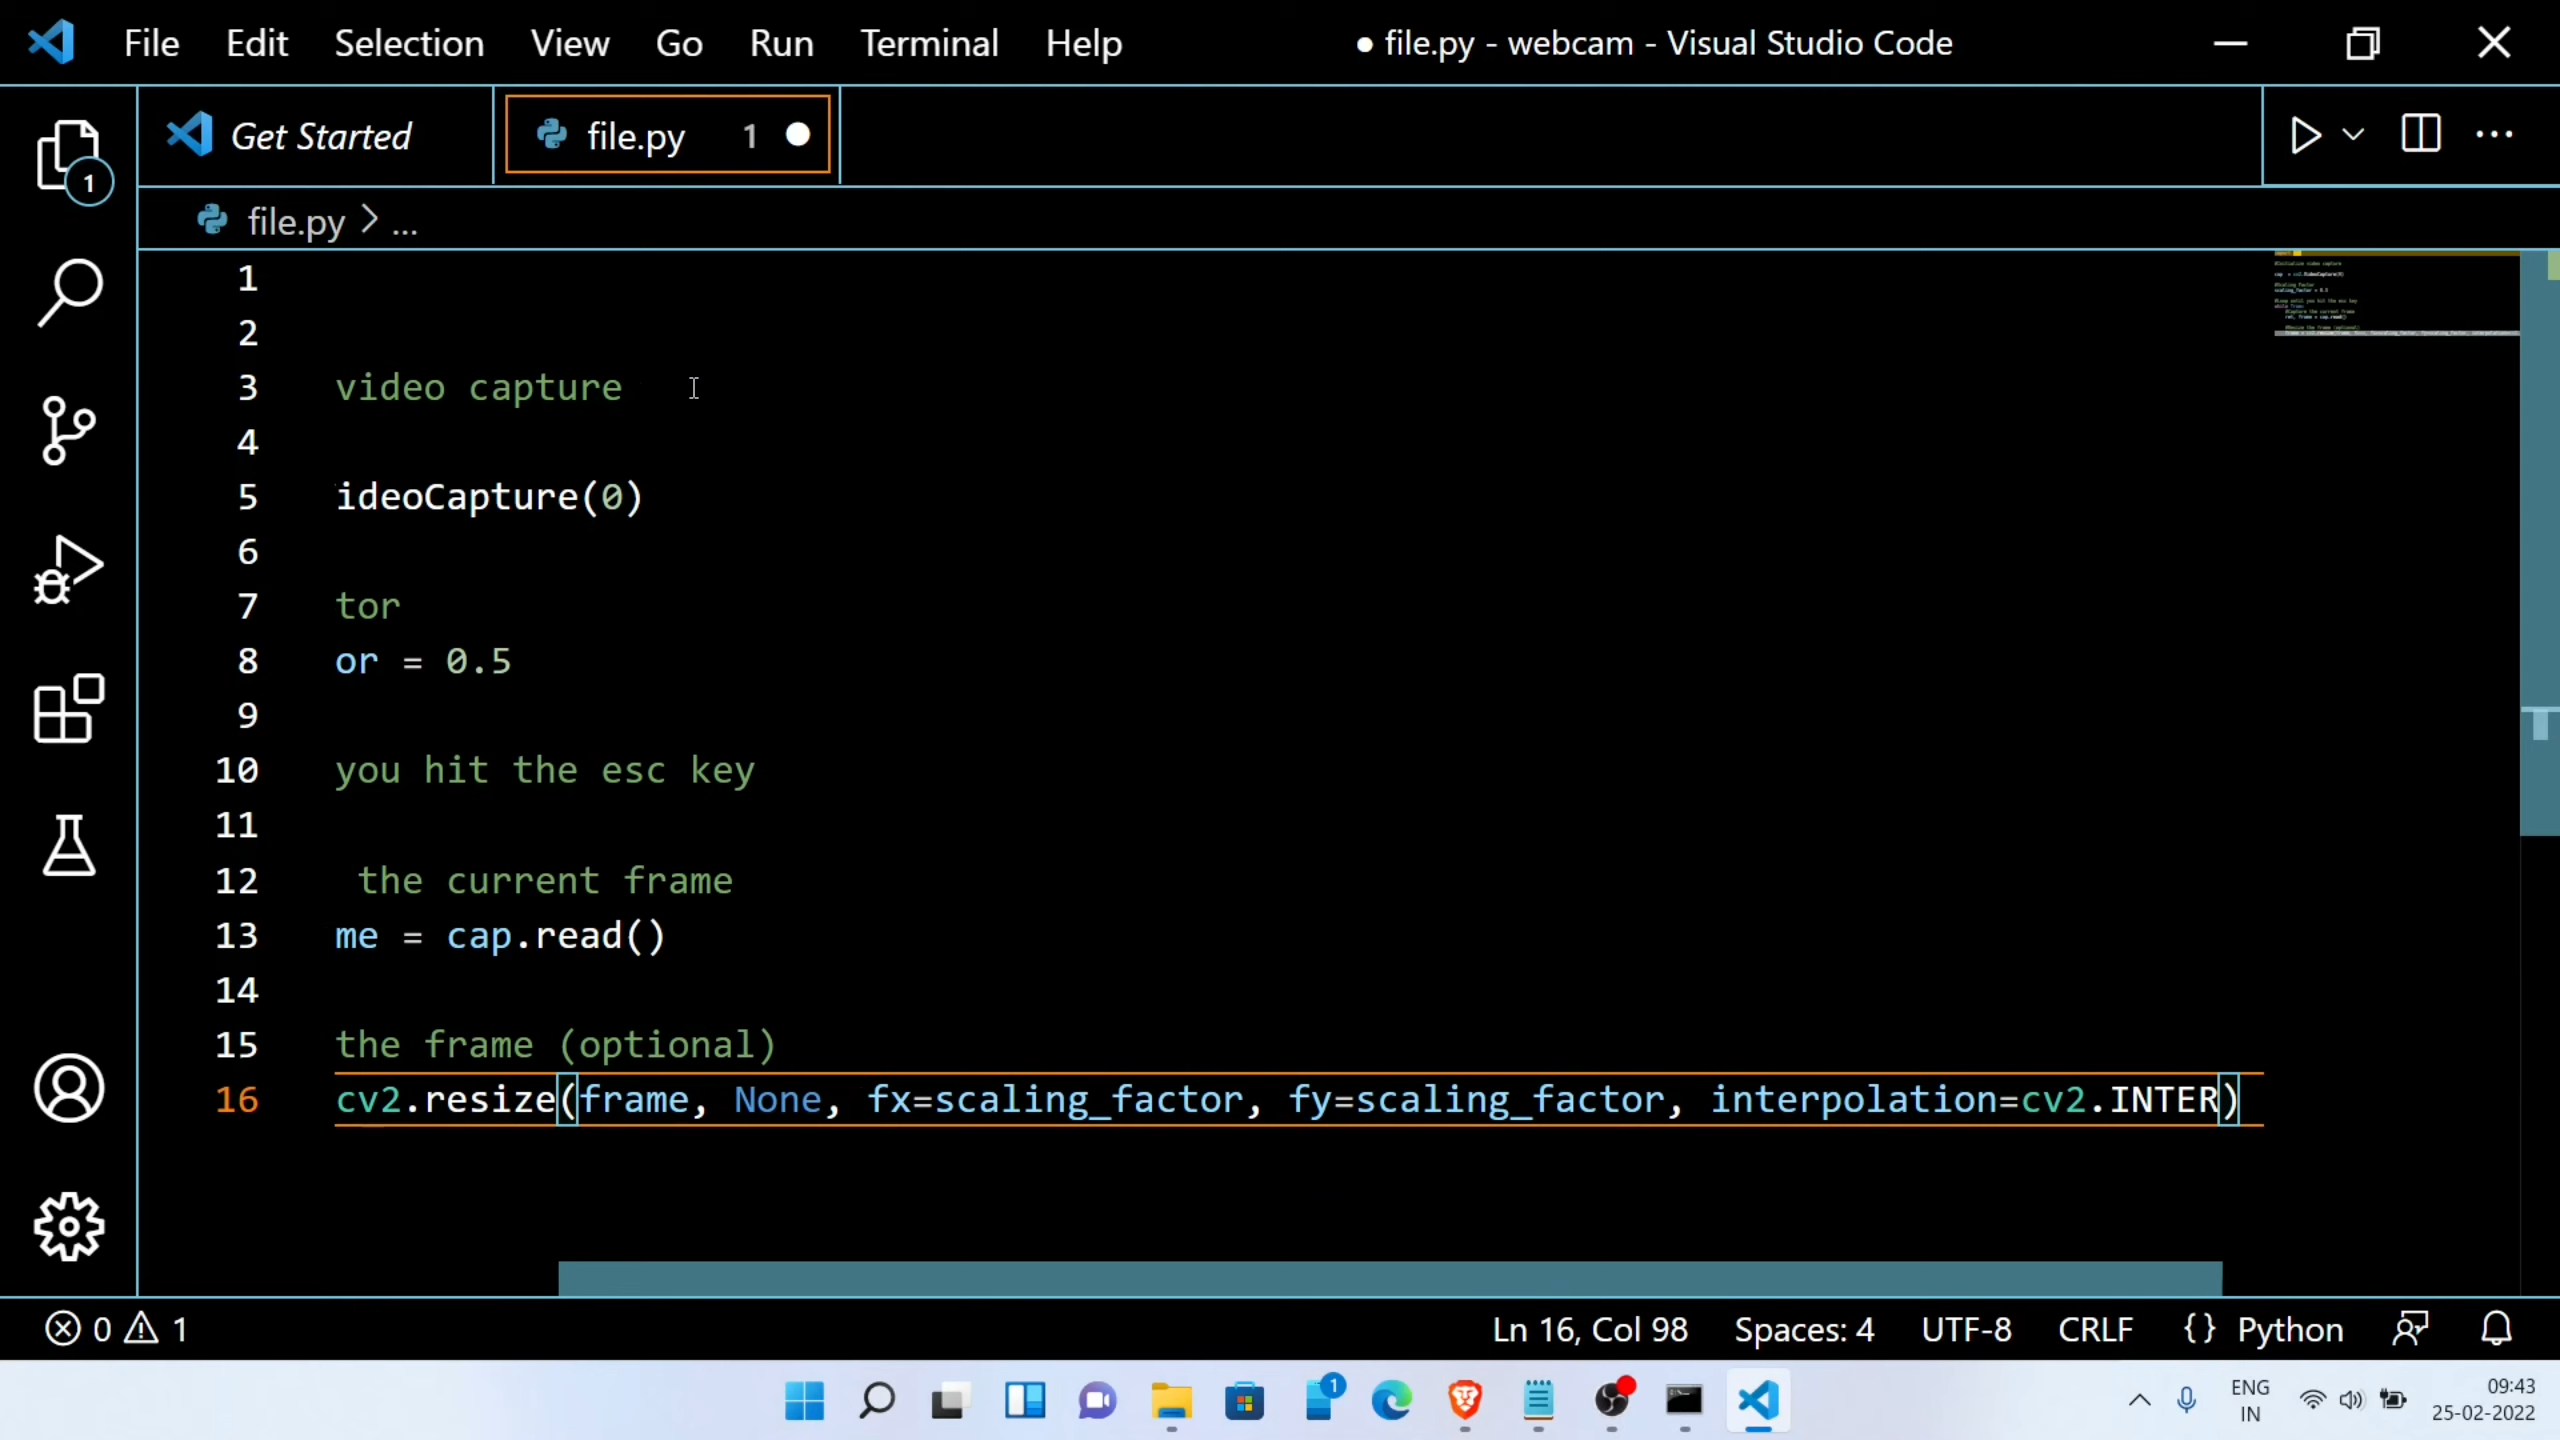 File Edit Selection View Go Run Terminal Help ● file.py - webcam - Visual Studio Code
Get Started file.py 1
1
file.py > ...
1
2
3 video capture
4
5 ideoCapture(0)
6
7 tor
8 or = 0.5
9
10 you hit the esc key
11
12 the current frame
13 me = cap.read()
14
15 the frame (optional)
16 cv2.resize(frame, None, fx=scaling_factor, fy=scaling_factor, interpolation=cv2.INTER)
0 1 Ln 16, Col 98 Spaces: 4 UTF-8 CRLF {} Python
1 ENG 09:43
IN 25-02-2022